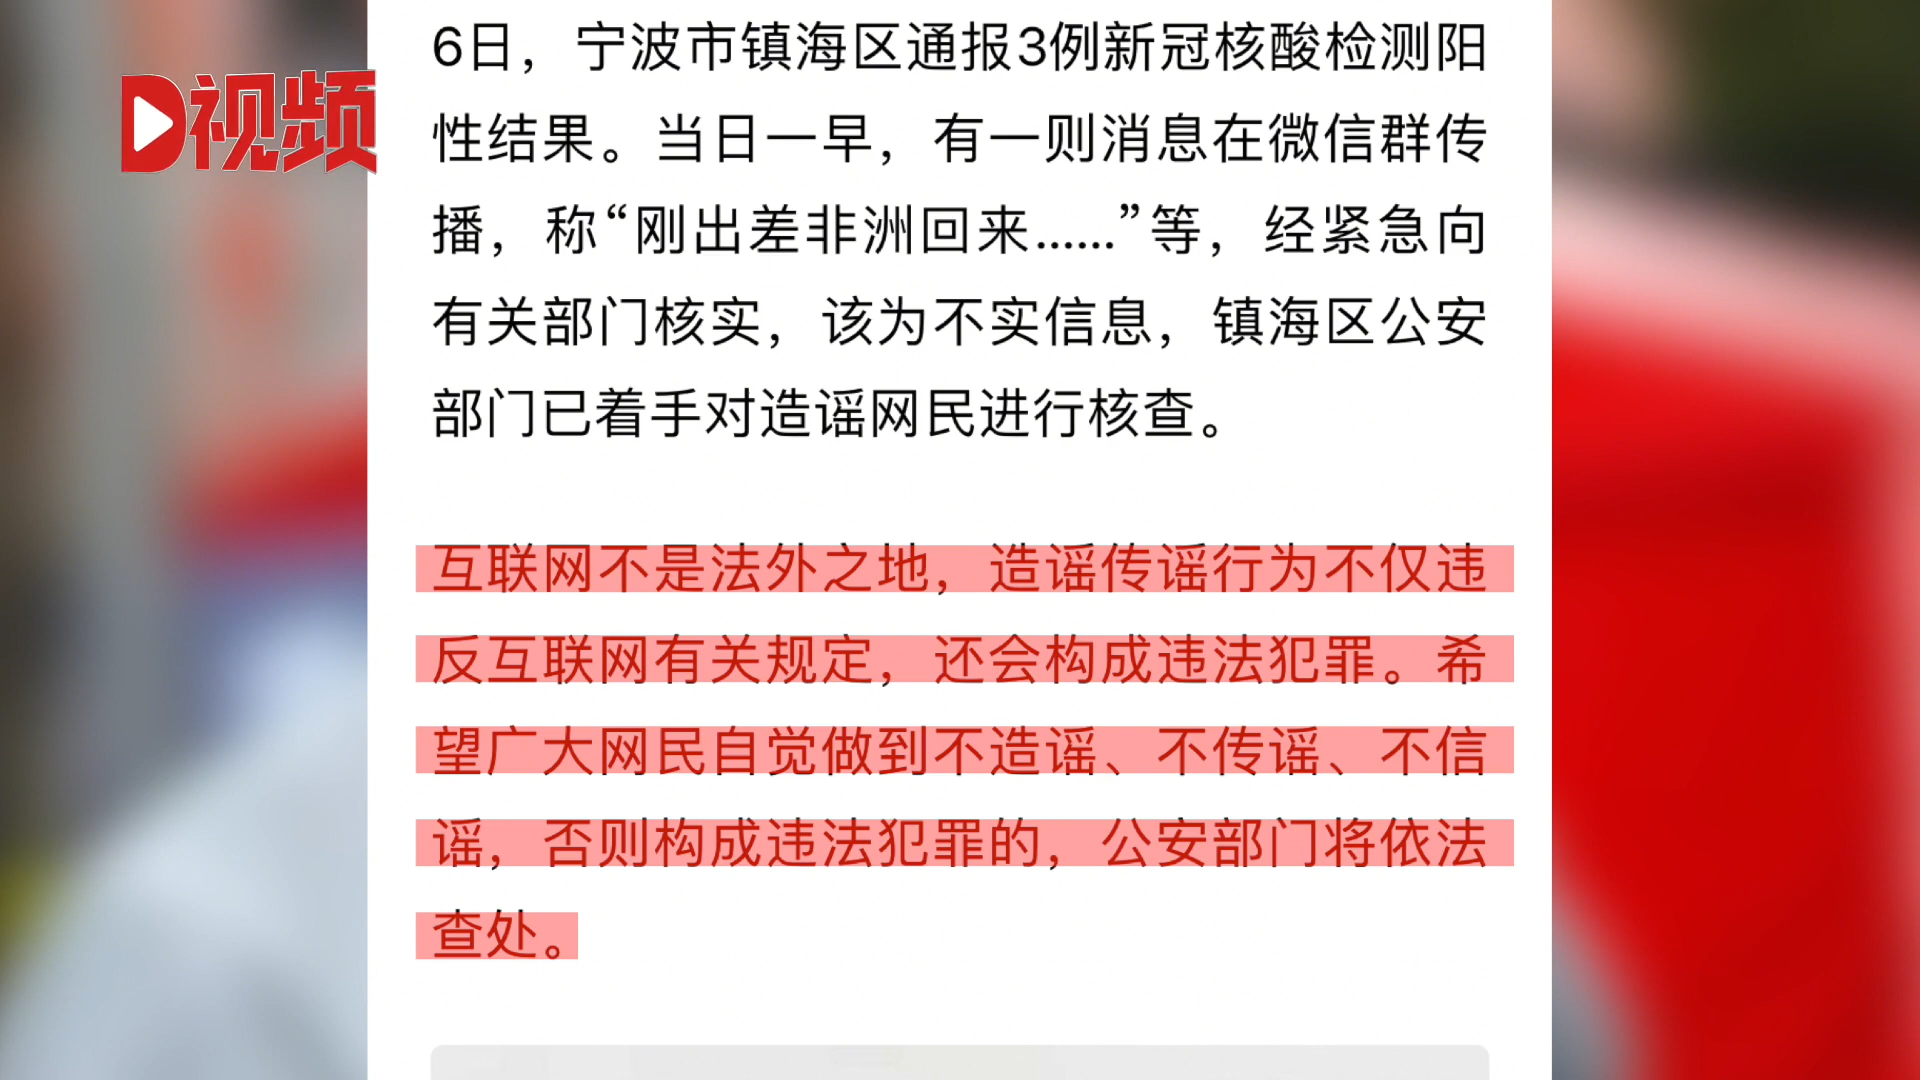 D视频
6日，宁波市镇海区通报3例新冠核酸检测阳
性结果。当日一早，有一则消息在微信群传
播，称“刚出差非洲回来......”等，经紧急向
有关部门核实，该为不实信息，镇海区公安
部门已着手对造谣网民进行核查。
互联网不是法外之地，造谣传谣行为不仅违
反互联网有关规定，还会构成违法犯罪。希
望广大网民自觉做到不造谣、不传谣、不信
谣，否则构成违法犯罪的，公安部门将依法
查处。